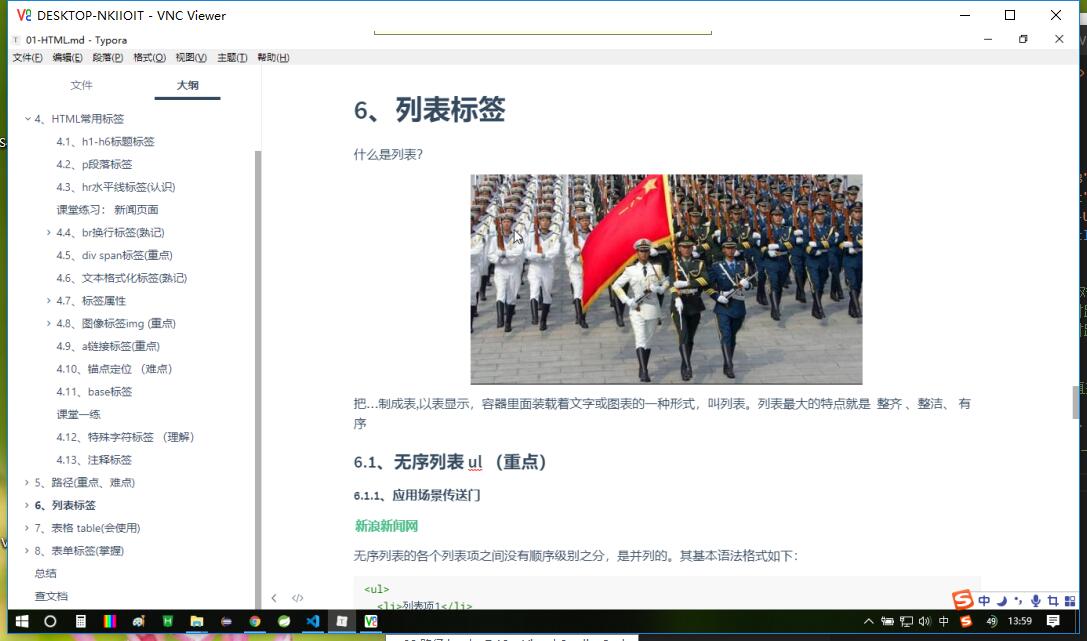 DESKTOP-NKIIOIT - VNC Viewer
01-HTML.md - Typora
文件(F) 编辑(E) 段落(P) 格式(O) 视图(V) 主题(T) 帮助(H)
文件 大纲
4、HTML常用标签
4.1、h1-h6标题标签
4.2、p段落标签
4.3、hr水平线标签(认识)
课堂练习: 新闻页面
4.4、br换行标签(熟记)
4.5、div span标签(重点)
4.6、文本格式化标签(熟记)
4.7、标签属性
4.8、图像标签img (重点)
4.9、a链接标签(重点)
4.10、锚点定位 （难点）
4.11、base标签
课堂一练
4.12、特殊字符标签 （理解）
4.13、注释标签
5、路径(重点、难点)
6、列表标签
7、表格 table(会使用)
8、表单标签(掌握)
总结
查文档
6、列表标签
什么是列表?
把...制成表,以表显示，容器里面装载着文字或图表的一种形式，叫列表。列表最大的特点就是 整齐 、整洁、 有
序
6.1、无序列表 ul （重点）
6.1.1、应用场景传送门
新浪新闻网
无序列表的各个列表项之间没有顺序级别之分，是并列的。其基本语法格式如下：
<ul>
<li>列表项1</li>
中
中
49
13:59